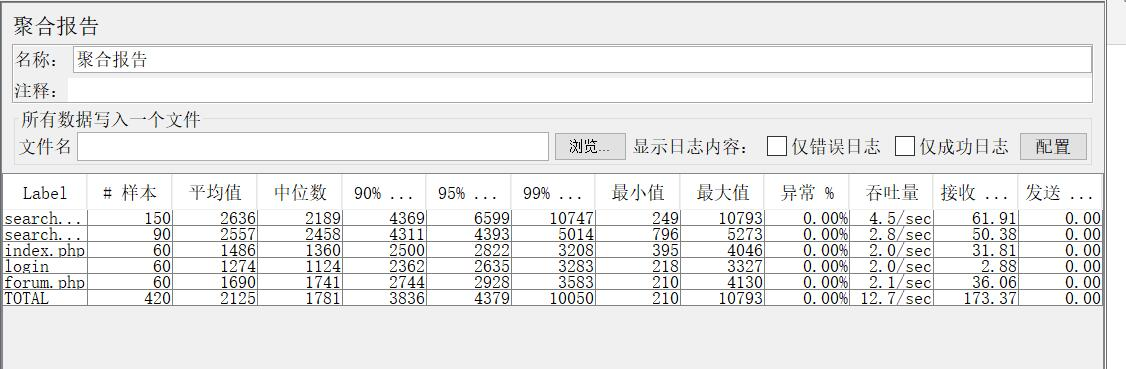 聚合报告
名称： 聚合报告
注释：
所有数据写入一个文件
文件名 浏览... 显示日志内容： 仅错误日志 仅成功日志 配置
Label # 样本 平均值 中位数 90% ... 95% ... 99% ... 最小值 最大值 异常 % 吞吐量 接收 ... 发送 ...
search... 150 2636 2189 4369 6599 10747 249 10793 0.00% 4.5/sec 61.91 0.00
search... 90 2557 2458 4311 4393 5014 796 5273 0.00% 2.8/sec 50.38 0.00
index.php 60 1486 1360 2500 2822 3208 395 4046 0.00% 2.0/sec 31.81 0.00
login 60 1274 1124 2362 2635 3283 218 3327 0.00% 2.0/sec 2.88 0.00
forum.php 60 1690 1741 2744 2928 3583 210 4130 0.00% 2.1/sec 36.06 0.00
TOTAL 420 2125 1781 3836 4379 10050 210 10793 0.00% 12.7/sec 173.37 0.00